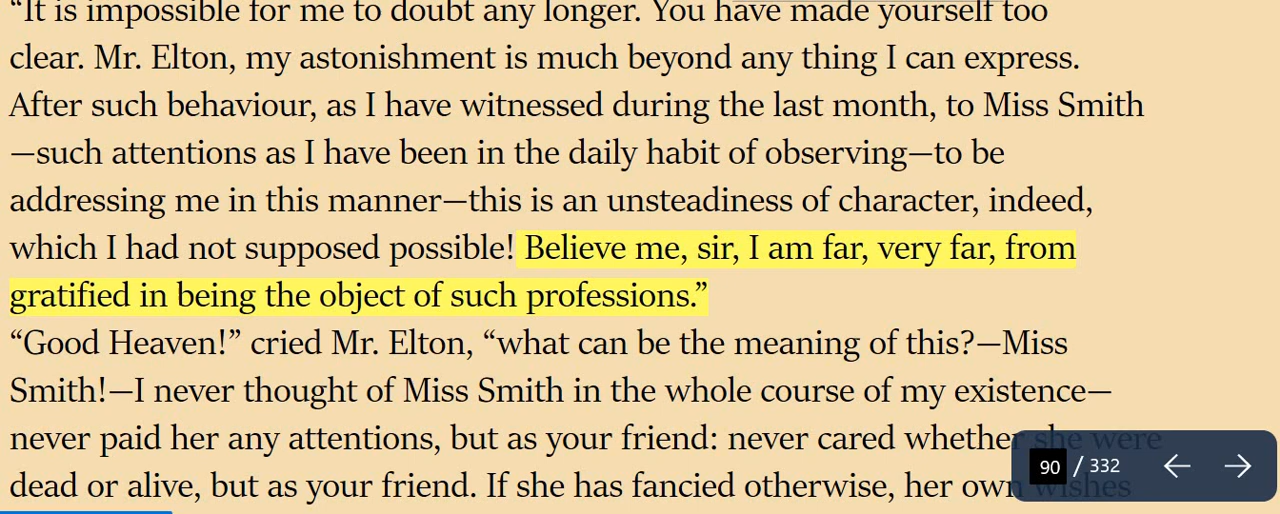 “It is impossible for me to doubt any longer. You have made yourself too
clear. Mr. Elton, my astonishment is much beyond any thing I can express.
After such behaviour, as I have witnessed during the last month, to Miss Smith
—such attentions as I have been in the daily habit of observing—to be
addressing me in this manner—this is an unsteadiness of character, indeed,
which I had not supposed possible! Believe me, sir, I am far, very far, from
gratified in being the object of such professions.”
“Good Heaven!” cried Mr. Elton, “what can be the meaning of this?—Miss
Smith!—I never thought of Miss Smith in the whole course of my existence—
never paid her any attentions, but as your friend: never cared whether she were
dead or alive, but as your friend. If she has fancied otherwise, her own wishes
90 / 332